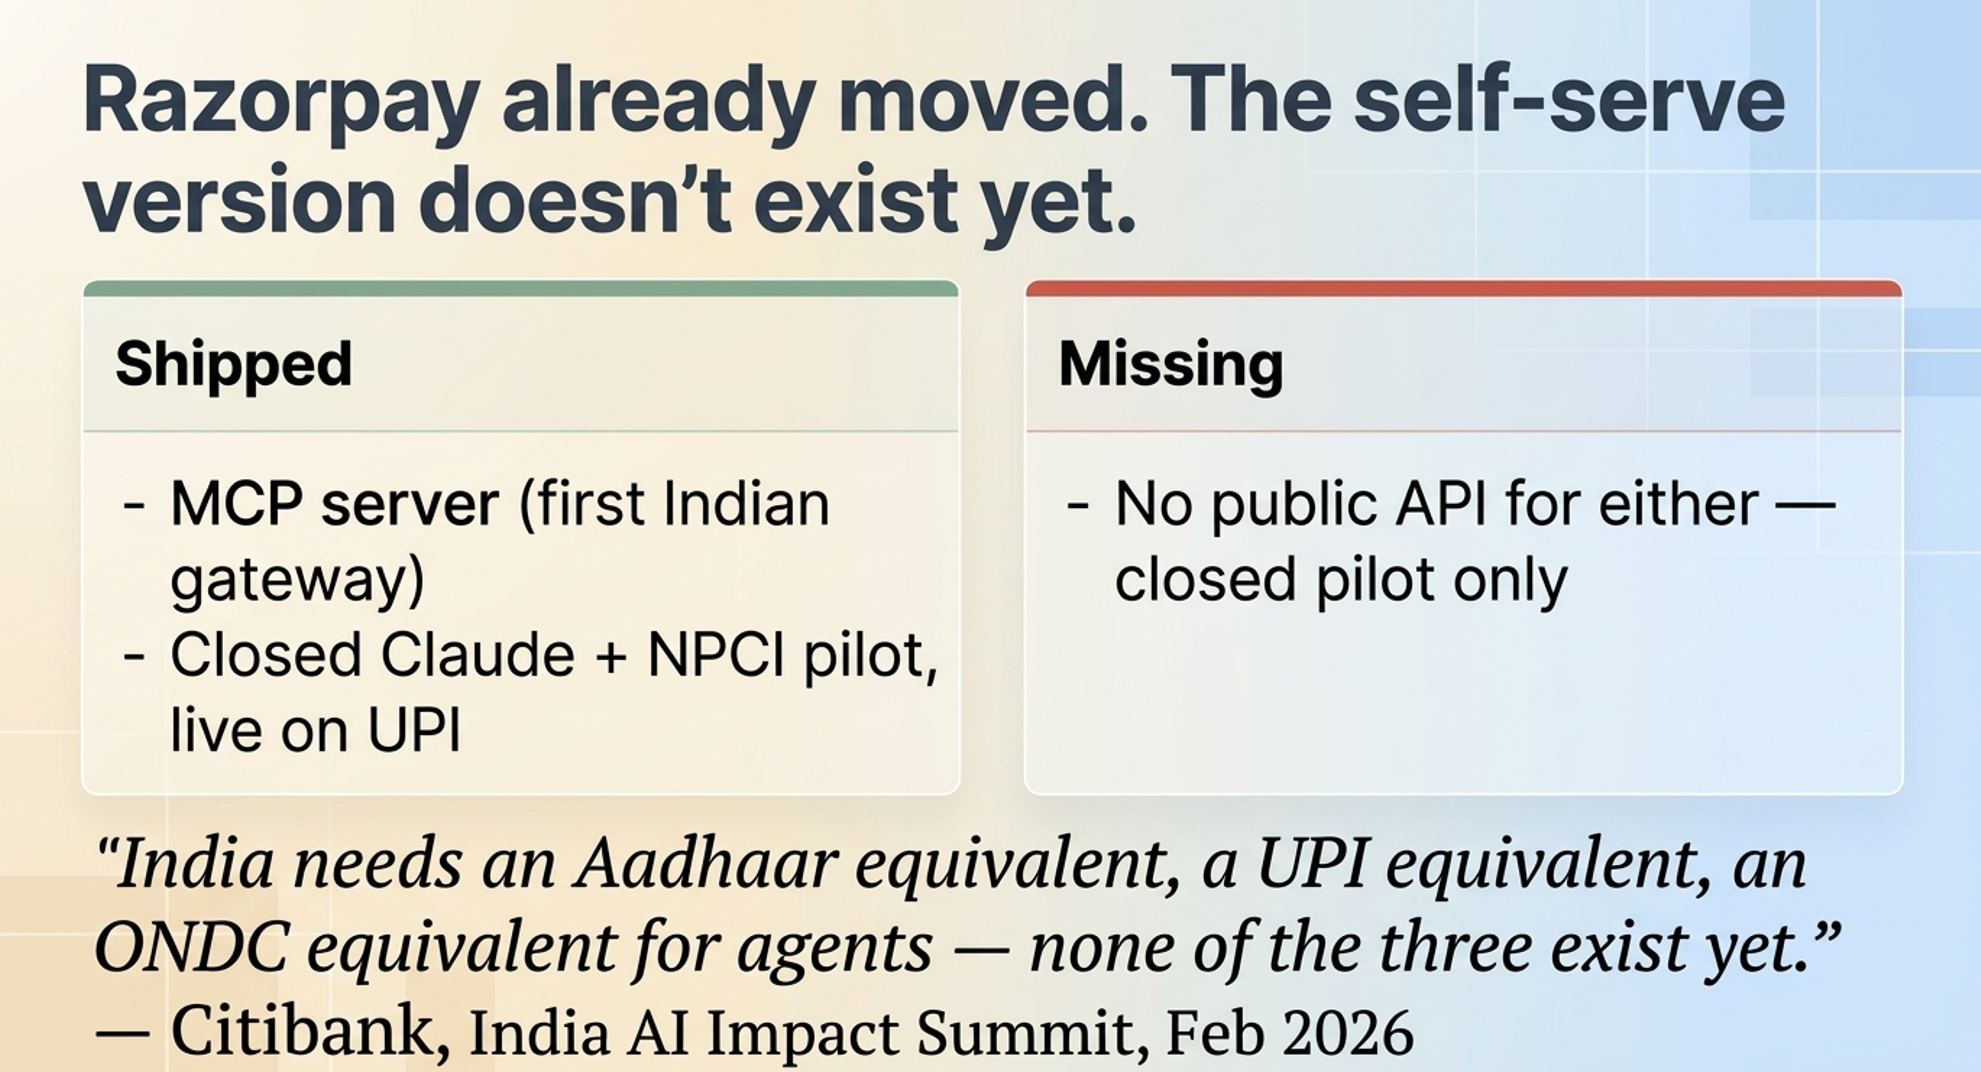 Razorpay already moved. The self-serve
version doesn’t exist yet.
Shipped
- MCP server (first Indian
gateway)
- Closed Claude + NPCI pilot,
live on UPI
Missing
- No public API for either —
closed pilot only
“India needs an Aadhaar equivalent, a UPI equivalent, an
ONDC equivalent for agents — none of the three exist yet.”
— Citibank, India AI Impact Summit, Feb 2026